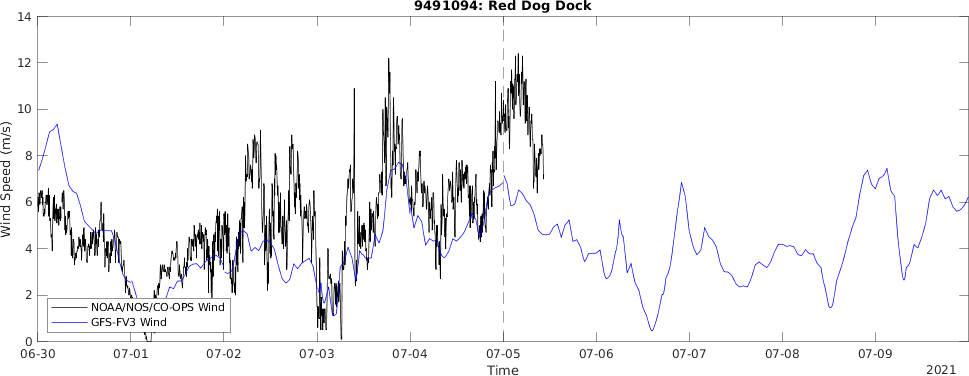 9491094: Red Dog Dock
14
12
10
8
6
4
2
0
Wind Speed (m/s)
NOAA/NOS/CO-OPS Wind
GFS-FV3 Wind
06-30 07-01 07-02 07-03 07-04 07-05 07-06 07-07 07-08 07-09
Time
2021